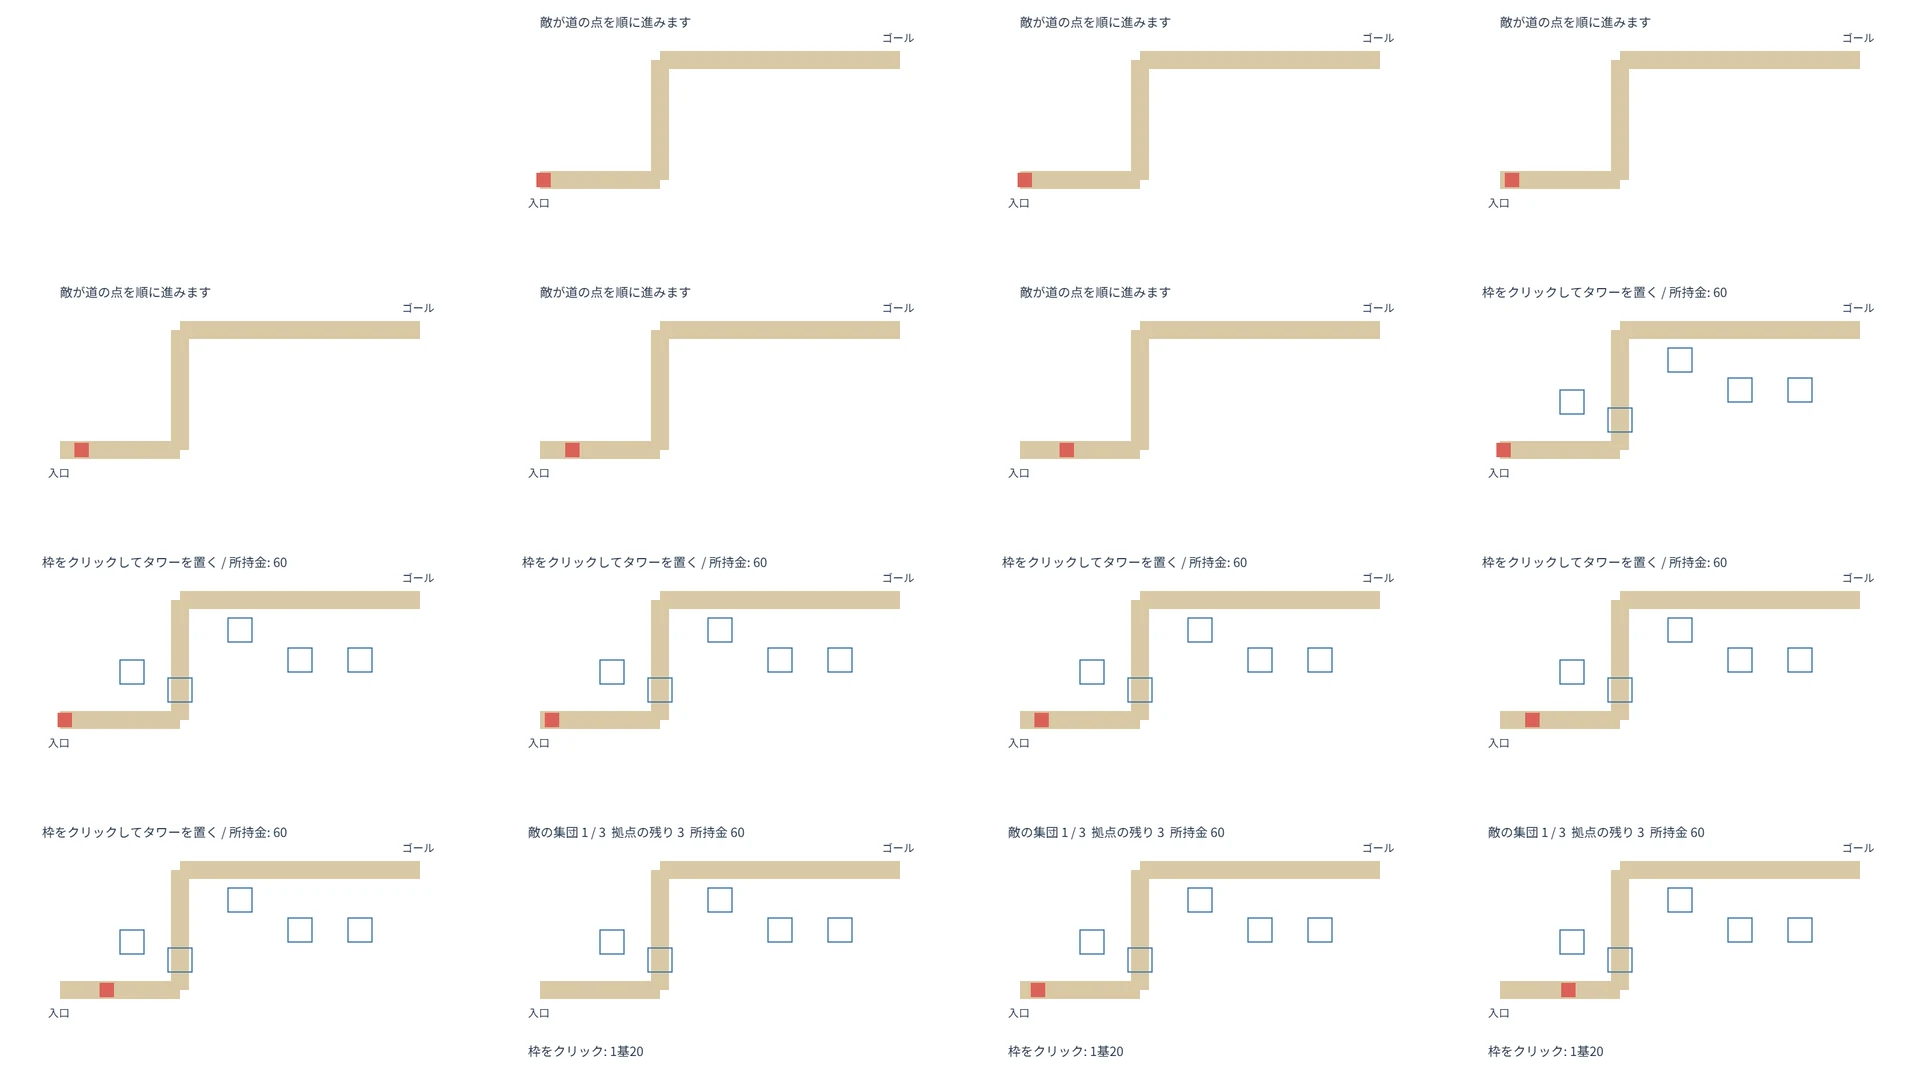 敵が道の点を順に進みます
ゴール
入口
敵が道の点を順に進みます
ゴール
入口
敵が道の点を順に進みます
ゴール
入口
敵が道の点を順に進みます
ゴール
入口
敵が道の点を順に進みます
ゴール
入口
敵が道の点を順に進みます
ゴール
入口
枠をクリックしてタワーを置く / 所持金: 60
ゴール
入口
枠をクリックしてタワーを置く / 所持金: 60
ゴール
入口
枠をクリックしてタワーを置く / 所持金: 60
ゴール
入口
枠をクリックしてタワーを置く / 所持金: 60
ゴール
入口
枠をクリックしてタワーを置く / 所持金: 60
ゴール
入口
枠をクリックしてタワーを置く / 所持金: 60
ゴール
入口
敵の集団 1 / 3 拠点の残り 3 所持金 60
ゴール
入口
枠をクリック: 1基20
敵の集団 1 / 3 拠点の残り 3 所持金 60
ゴール
入口
枠をクリック: 1基20
敵の集団 1 / 3 拠点の残り 3 所持金 60
ゴール
入口
枠をクリック: 1基20